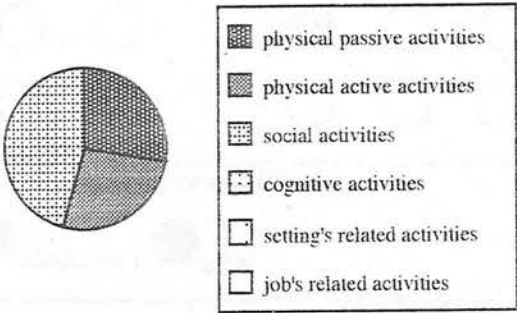 physical passive activities
physical active activities
social activities
cognitive activities
setting's related activities
job's related activities